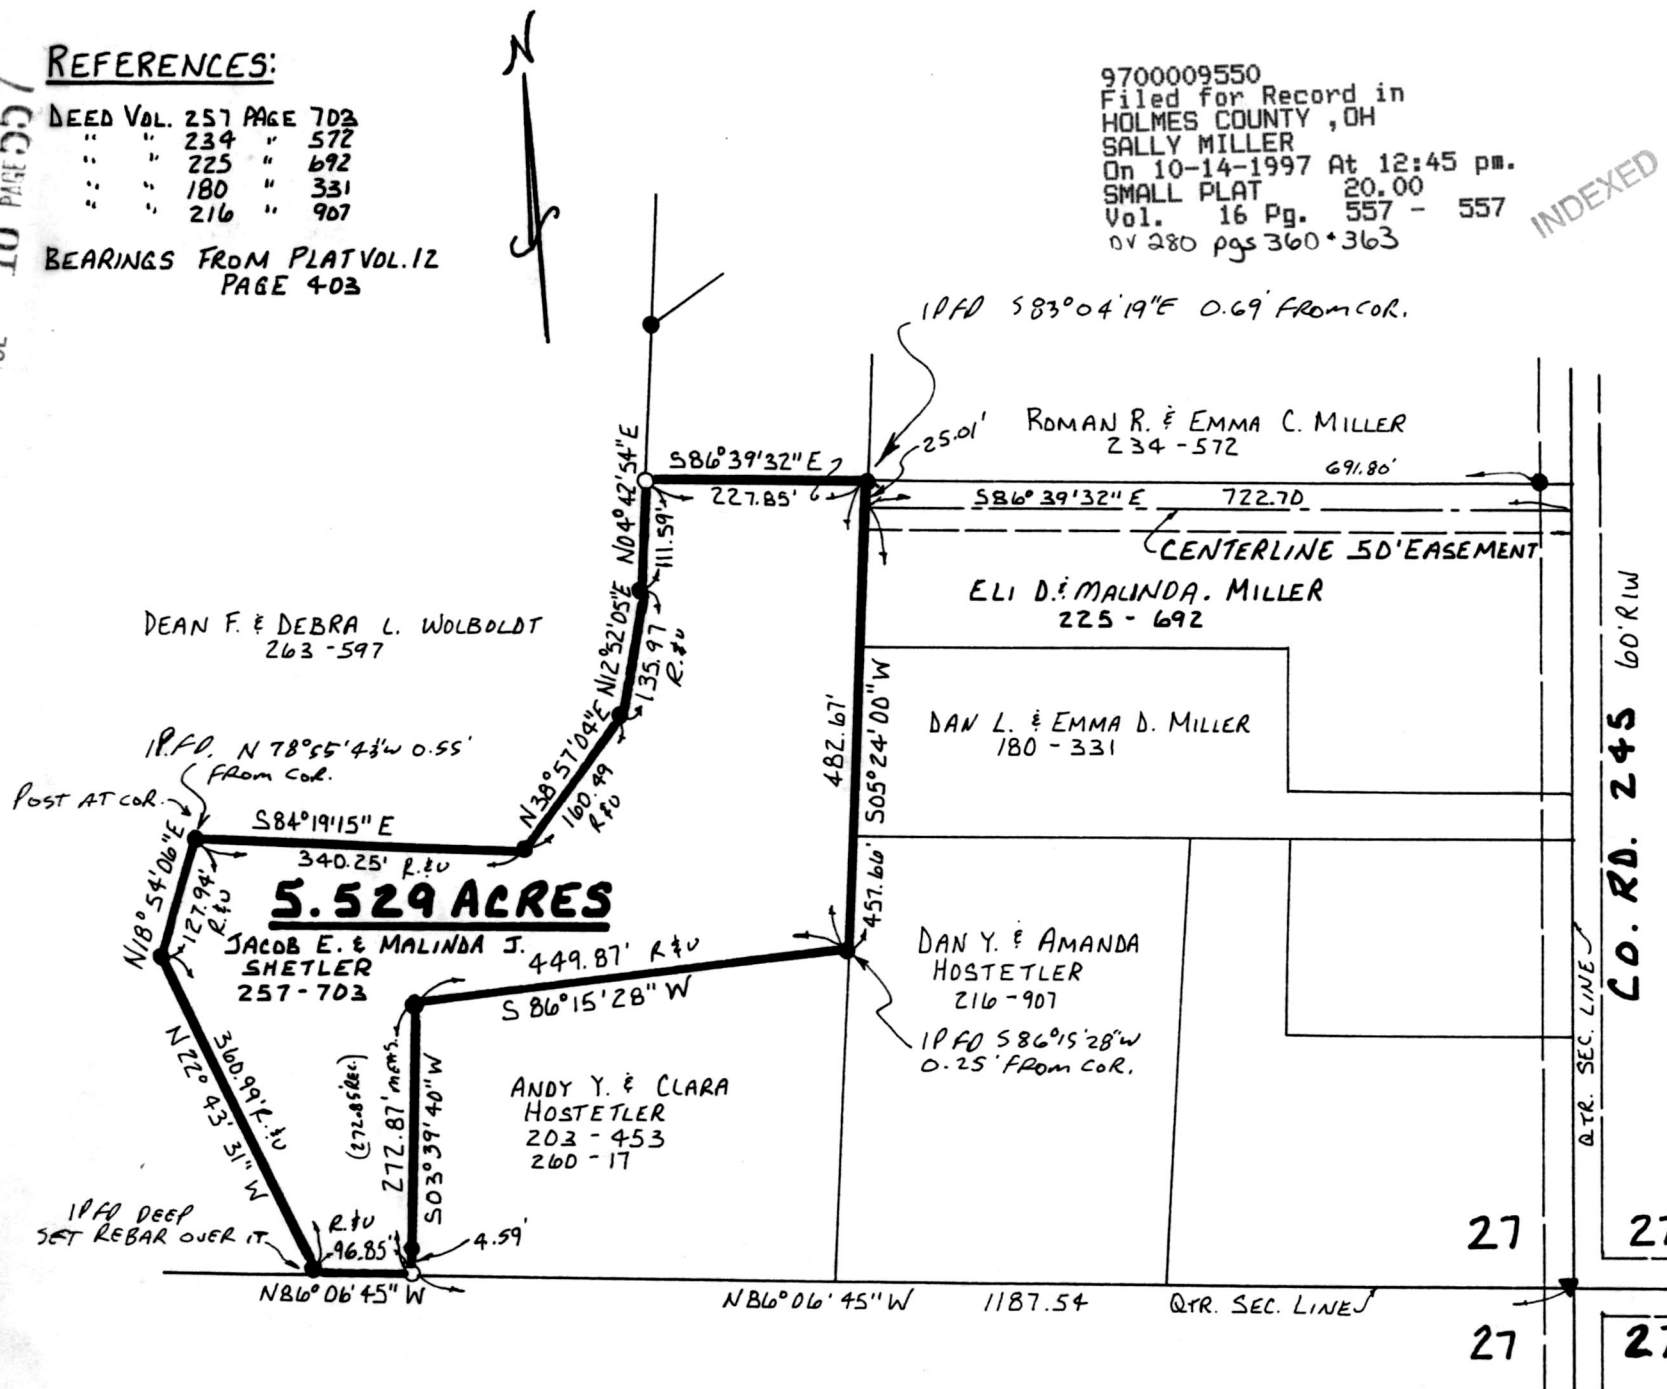 REFERENCES:
DEED VOL. 257 PAGE 703
" " 234 " 572
" " 225 " 692
" " 180 " 331
" " 216 " 907
BEARINGS FROM PLAT VOL. 12
PAGE 403
TO PAGE 557
N
9700009550
Filed for Record in
HOLMES COUNTY ,OH
SALLY MILLER
On 10-14-1997 At 12:45 pm.
SMALL PLAT 20.00
Vol. 16 Pg. 557 - 557
DV 280 pgs 360 + 363
INDEXED
IPFD S83°04'19"E 0.69' FROM COR.
25.01'
ROMAN R. & EMMA C. MILLER
234-572
691.80'
S86°39'32"E
227.85'
S86°39'32"E 722.70
CENTERLINE 50' EASEMENT
N04°42'54"E
111.59'
ELI D. & MALINDA. MILLER
225 - 692
60' R/W
DEAN F. & DEBRA L. WOLBOLDT
263-597
N12°52'05"E
135.97
R.&U
482.67'
S05°24'00"W
DAN L. & EMMA D. MILLER
180 - 331
CO. RD. 245
I.P.FD. N 78°55'43"W 0.55'
FROM COR.
POST AT COR.
N38°57'04"E
160.49
R&U
S84°19'15"E
340.25' R.&U
N18°54'06"E
127.94'
R.&U
5.529 ACRES
JACOB E. & MALINDA J.
SHETLER
257-703
457.66'
449.87' R&U
S 86°15'28" W
DAN Y. & AMANDA
HOSTETLER
216-907
IPFD S86°15'28"W
0.25' FROM COR.
QTR. SEC. LINE
360.99' R.&U
N22° 43' 31" W
(272.85 REC.)
272.87' MEAS.
S03°39'40"W
ANDY Y. & CLARA
HOSTETLER
203 - 453
260-17
IPFD DEEP
SET REBAR OVER IT
R.&U
96.85'
4.59'
N86°06'45"W
N86°06'45"W 1187.54 QTR. SEC. LINE
27
27
27
27